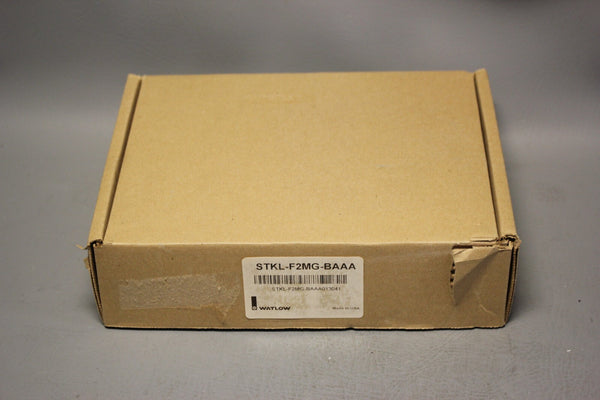 STKL-F2MG-BAAA
STKL-F2MG-BAAA013041
WATLOW
Made in USA